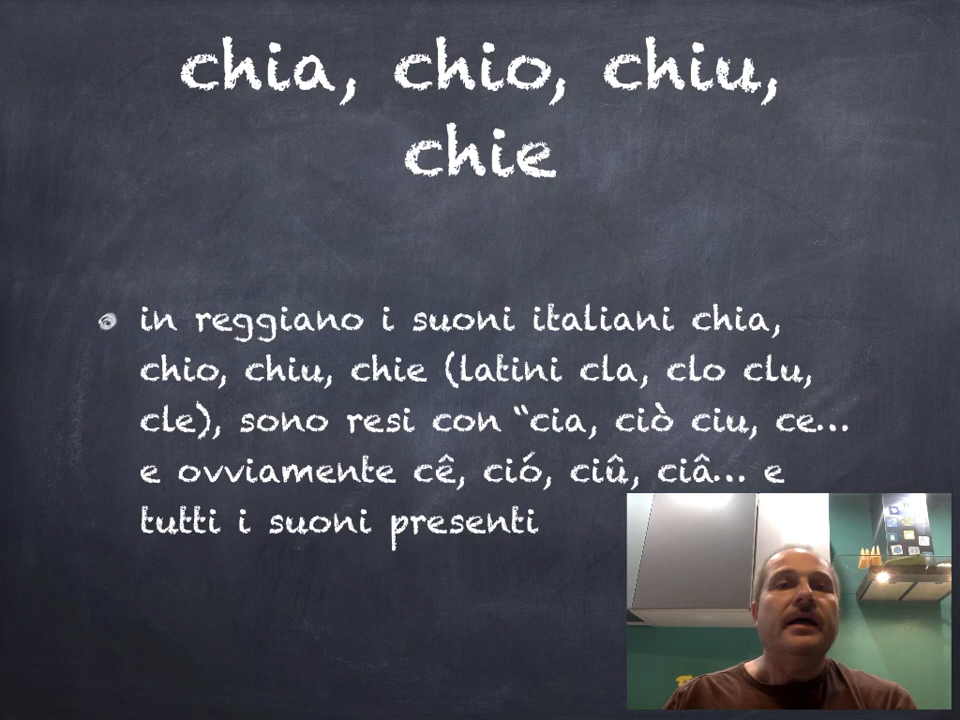 chia, chio, chiu,
chie
in reggiano i suoni italiani chia,
chio, chiu, chie (latini cla, clo clu,
cle), sono resi con “cia, ciò ciu, ce...
e ovviamente cê, ció, ciû, ciâ... e
tutti i suoni presenti